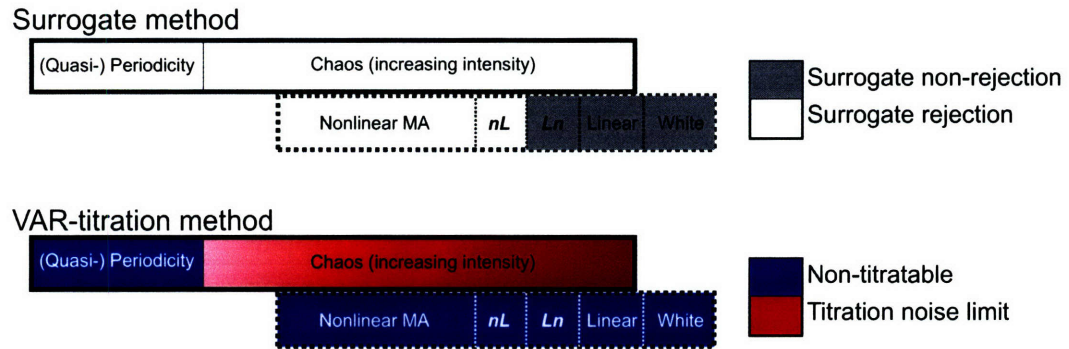 Surrogate method
(Quasi-) Periodicity
Chaos (increasing intensity)
Nonlinear MA
nL
Ln
Linear
White
Surrogate non-rejection
Surrogate rejection
VAR-titration method
(Quasi-) Periodicity
Chaos (increasing intensity)
Nonlinear MA
nL
Ln
Linear
White
Non-titratable
Titration noise limit